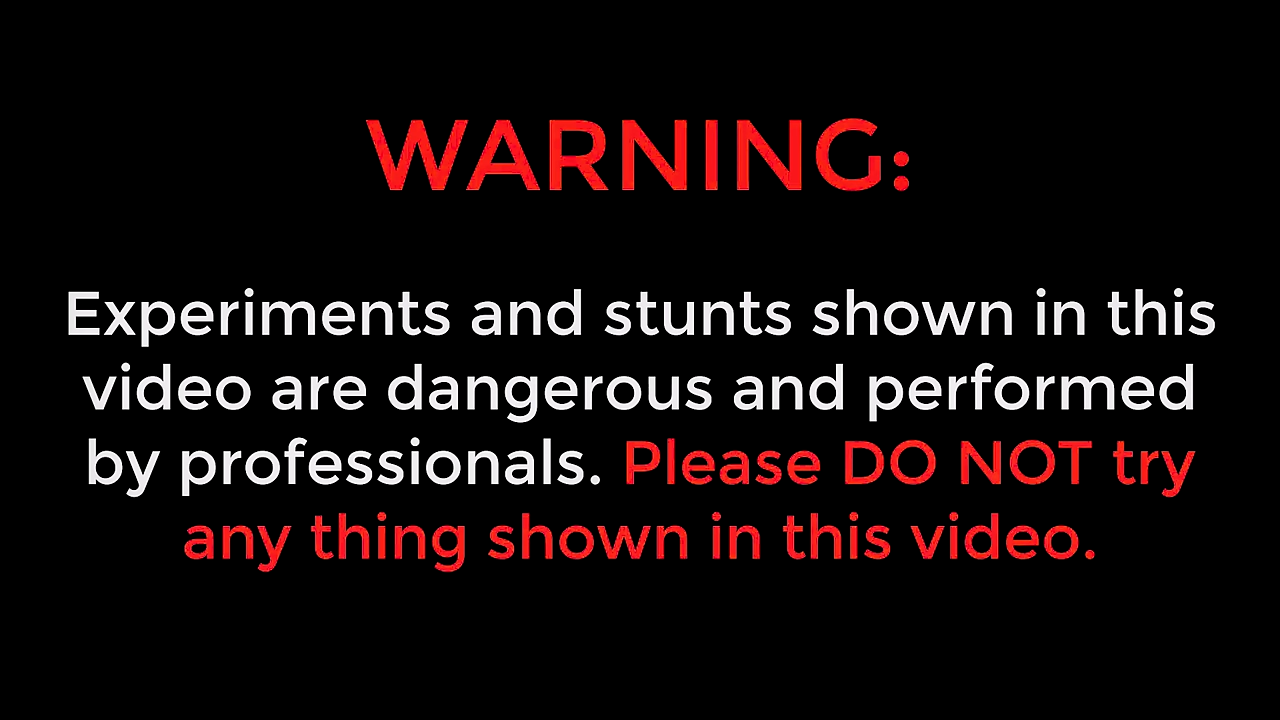 WARNING:
Experiments and stunts shown in this
video are dangerous and performed
by professionals. Please DO NOT try
any thing shown in this video.